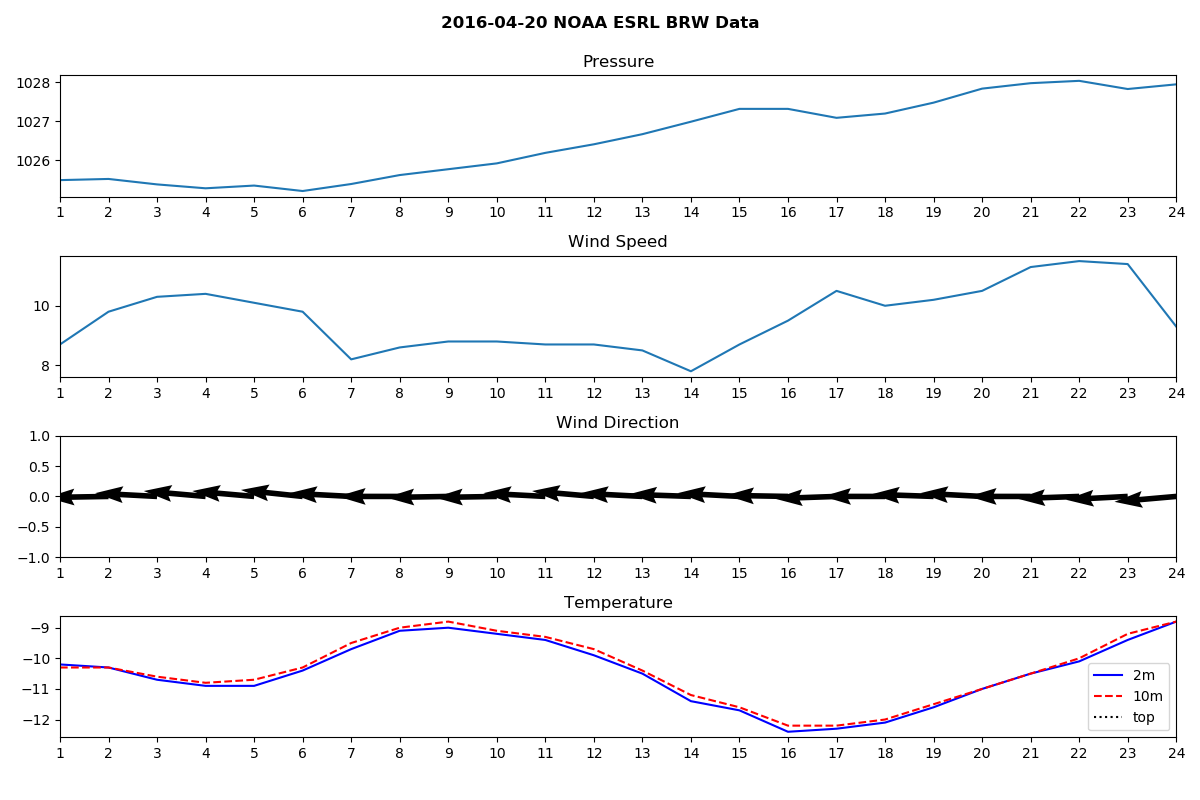 2016-04-20 NOAA ESRL BRW Data
Pressure
1028
1027
1026
1 2 3 4 5 6 7 8 9 10 11 12 13 14 15 16 17 18 19 20 21 22 23 24
Wind Speed
10
8
1 2 3 4 5 6 7 8 9 10 11 12 13 14 15 16 17 18 19 20 21 22 23 24
Wind Direction
1.0
0.5
0.0
−0.5
−1.0
1 2 3 4 5 6 7 8 9 10 11 12 13 14 15 16 17 18 19 20 21 22 23 24
Temperature
−9
−10
−11
−12
2m
10m
top
1 2 3 4 5 6 7 8 9 10 11 12 13 14 15 16 17 18 19 20 21 22 23 24